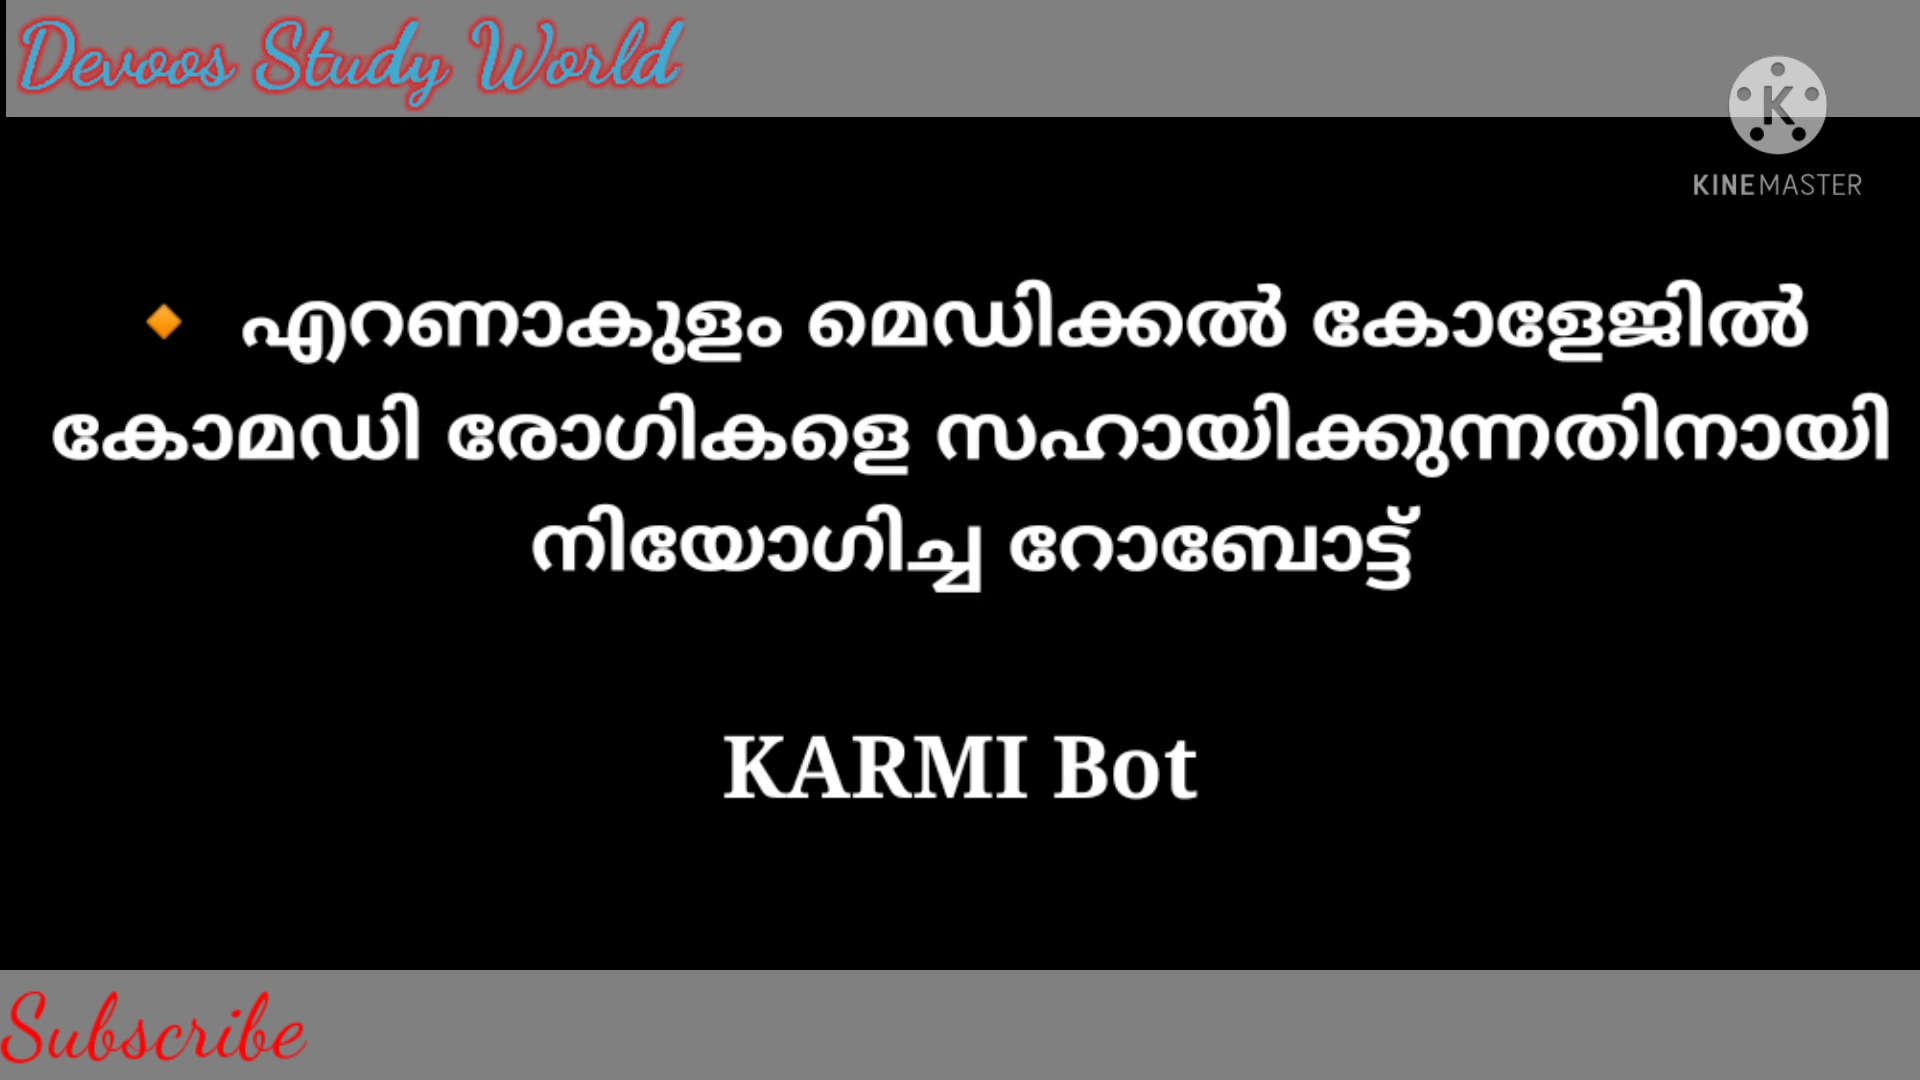 Devoos Study World
K
KINEMASTER
🔸 എറണാകുളം മെഡിക്കൽ കോളേജിൽ
കോമഡി രോഗികളെ സഹായിക്കുന്നതിനായി
നിയോഗിച്ച റോബോട്ട്
KARMI Bot
Subscribe